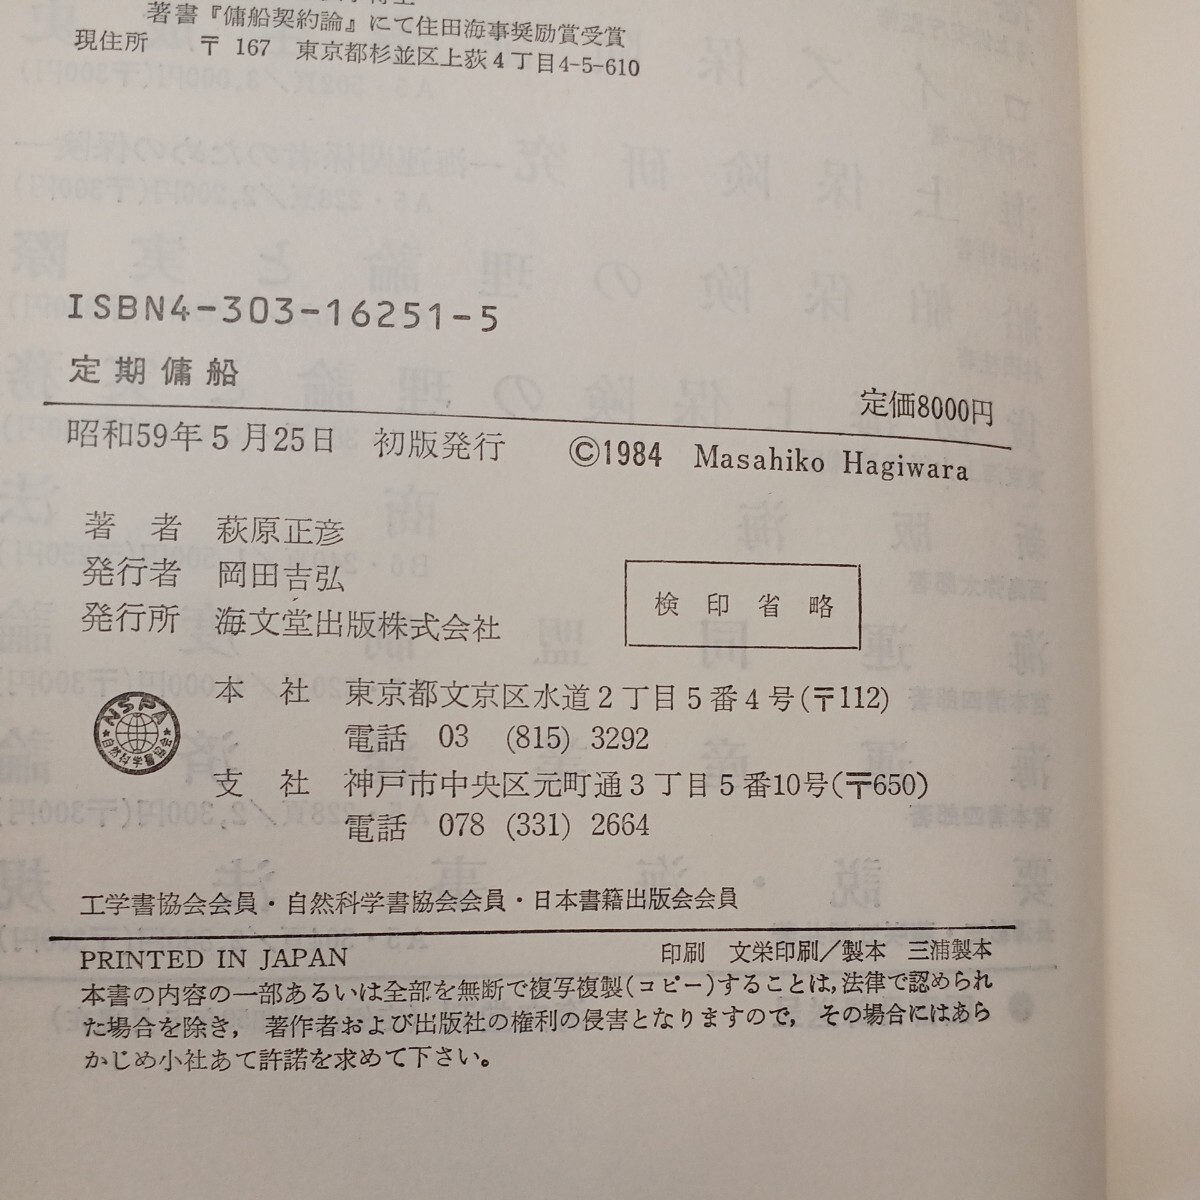 著書『傭船契約論』にて住田海事奨励賞受賞
現住所 〒167 東京都杉並区上荻4丁目4-5-610
ISBN4-303-16251-5
定期傭船
定価8000円
昭和59年5月25日 初版発行 ©1984 Masahiko Hagiwara
著者 萩原正彦
発行者 岡田吉弘
発行所 海文堂出版株式会社
検印省略
本社 東京都文京区水道2丁目5番4号(〒112)
電話 03 (815) 3292
支社 神戸市中央区元町通3丁目5番10号(〒650)
電話 078 (331) 2664
NSPA
★自然科学書協会★
工学書協会会員・自然科学書協会会員・日本書籍出版会会員
PRINTED IN JAPAN 印刷 文栄印刷/製本 三浦製本
本書の内容の一部あるいは全部を無断で複写複製(コピー)することは，法律で認められ
た場合を除き，著作者および出版社の権利の侵害となりますので，その場合にはあら
かじめ小社あて許諾を求めて下さい。